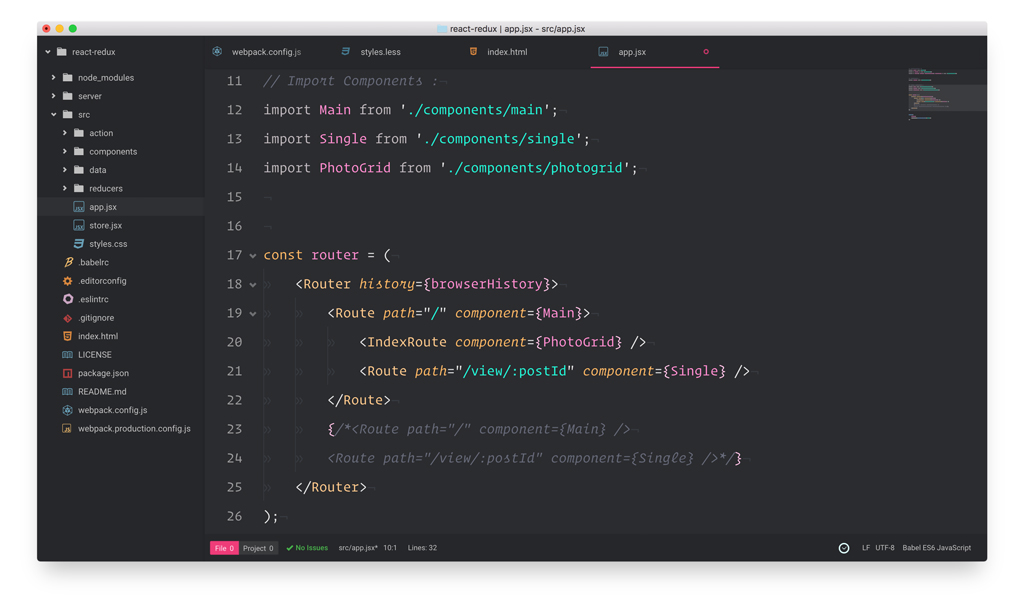 react-redux | app.jsx - src/app.jsx
react-redux
node_modules
server
src
action
components
data
reducers
app.jsx
store.jsx
styles.css
.babelrc
.editorconfig
.eslintrc
.gitignore
index.html
LICENSE
package.json
README.md
webpack.config.js
webpack.production.config.js
webpack.config.js styles.less index.html app.jsx
11 // Import Components :
12 import Main from './components/main';
13 import Single from './components/single';
14 import PhotoGrid from './components/photogrid';
15
16
17 const router = (
18 <Router history={browserHistory}>
19 <Route path="/" component={Main}>
20 <IndexRoute component={PhotoGrid} />
21 <Route path="/view/:postId" component={Single} />
22 </Route>
23 {/*<Route path="/" component={Main} />
24 <Route path="/view/:postId" component={Single} />*/}
25 </Router>
26 );
File 0 Project 0 No Issues src/app.jsx* 10:1 Lines: 32 LF UTF-8 Babel ES6 JavaScript